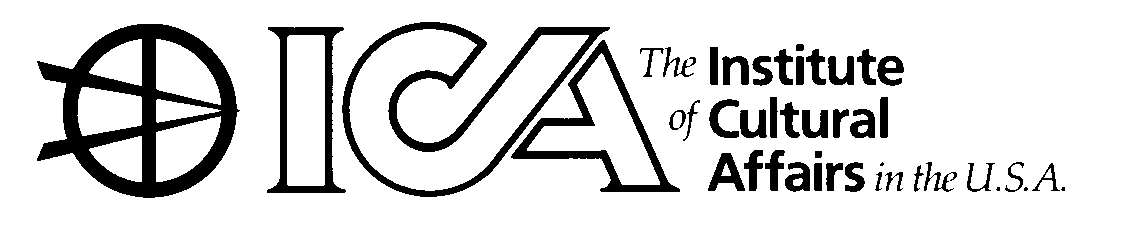 ICA
The Institute
of Cultural
Affairs in the U.S.A.